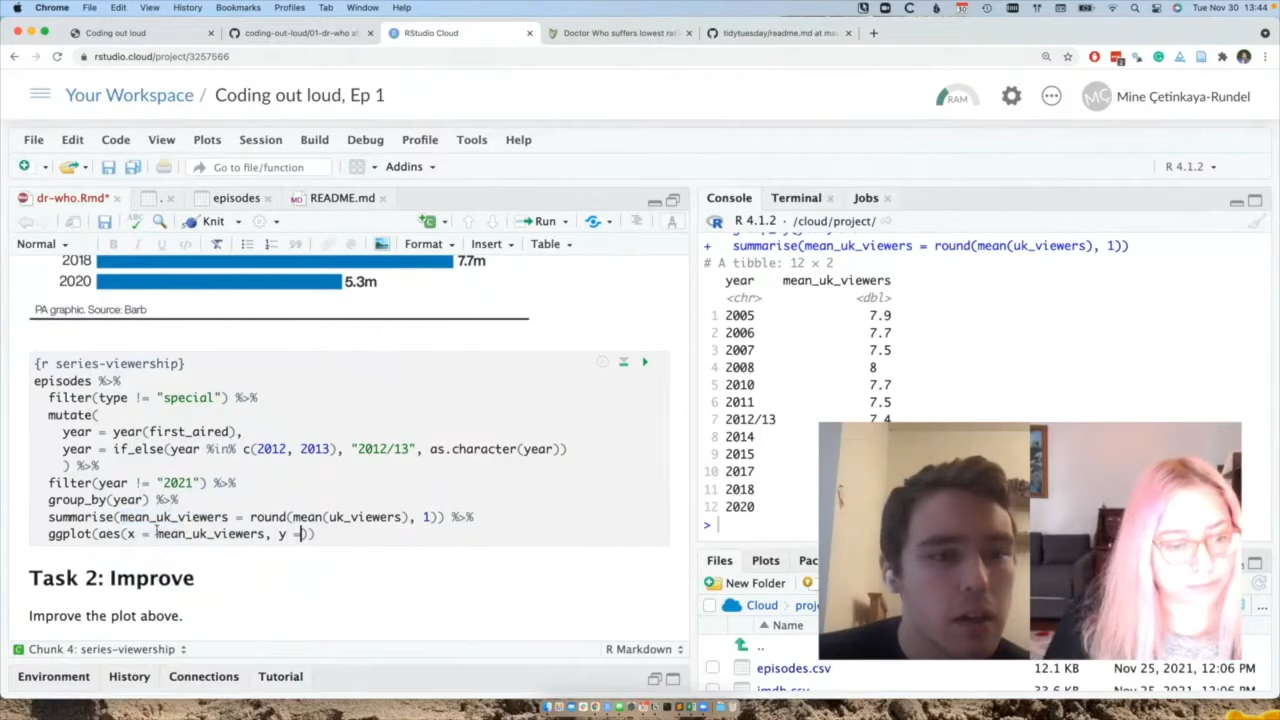 Chrome File Edit View History Bookmarks Profiles Tab Window Help
Tue Nov 30 13:44
Coding out loud
coding-out-loud/01-dr-who at
RStudio Cloud
Doctor Who suffers lowest rati
tidytuesday/readme.md at mas
rstudio.cloud/project/3257566
Your Workspace / Coding out loud, Ep 1
RAM
MÇ
Mine Çetinkaya-Rundel
File Edit Code View Plots Session Build Debug Profile Tools Help
Go to file/function
Addins
R 4.1.2
dr-who.Rmd*
.
episodes
README.md
Knit
Run
Normal
B I U
Format
Insert
Table
2018 7.7m
2020 5.3m
PA graphic. Source: Barb
{r series-viewership}
episodes %>%
filter(type != "special") %>%
mutate(
year = year(first_aired),
year = if_else(year %in% c(2012, 2013), "2012/13", as.character(year))
) %>%
filter(year != "2021") %>%
group_by(year) %>%
summarise(mean_uk_viewers = round(mean(uk_viewers), 1)) %>%
ggplot(aes(x = mean_uk_viewers, y =))
Task 2: Improve
Improve the plot above.
Chunk 4: series-viewership
R Markdown
Environment History Connections Tutorial
Console Terminal Jobs
R 4.1.2 · /cloud/project/
+ summarise(mean_uk_viewers = round(mean(uk_viewers), 1))
# A tibble: 12 × 2
year mean_uk_viewers
<chr> <dbl>
1 2005 7.9
2 2006 7.7
3 2007 7.5
4 2008 8
5 2010 7.7
6 2011 7.5
7 2012/13 7.4
8 2014
9 2015
10 2017
11 2018
12 2020
>
Files Plots Pac
New Folder
Cloud proj
Name
..
episodes.csv 12.1 KB Nov 25, 2021, 12:06 PM
imdb.csv 33.6 KB Nov 25, 2021, 12:06 PM